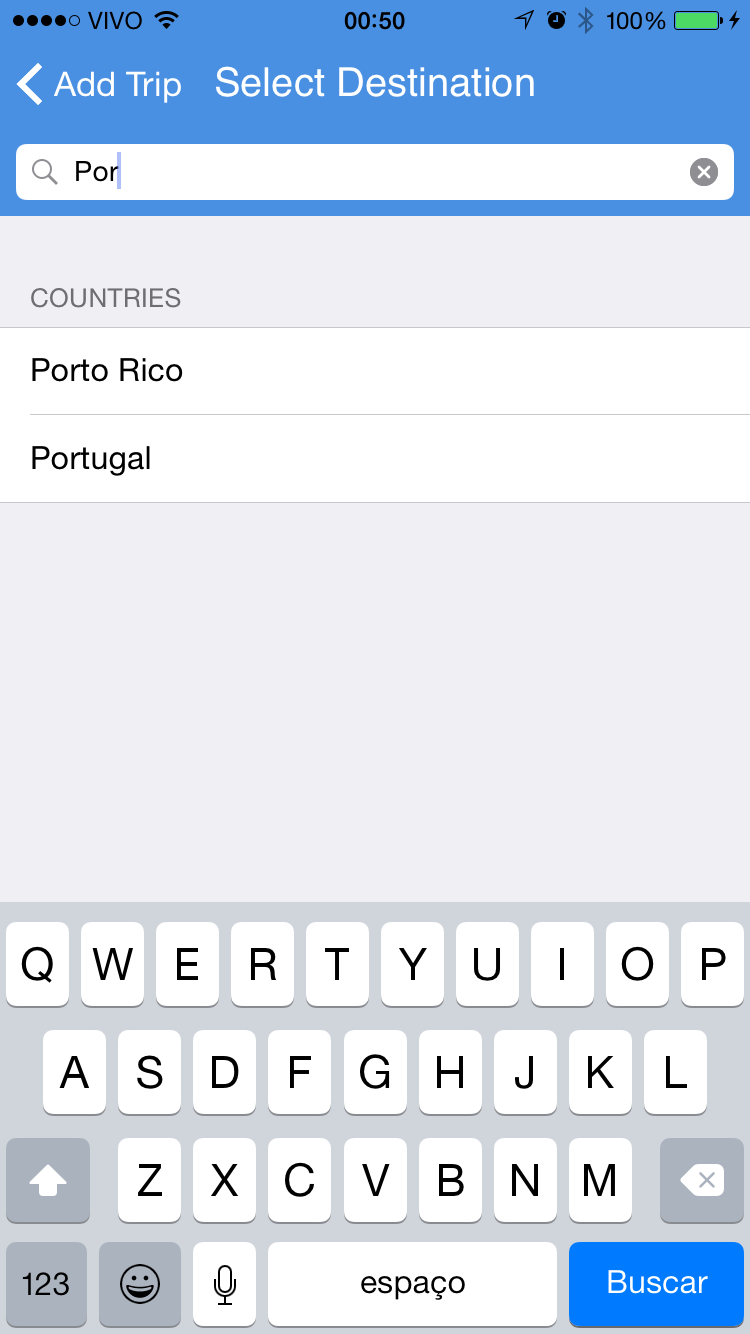 VIVO 00:50 100%
Add Trip Select Destination
Por
COUNTRIES
Porto Rico
Portugal
Q W E R T Y U I O P
A S D F G H J K L
Z X C V B N M
123 espaço Buscar